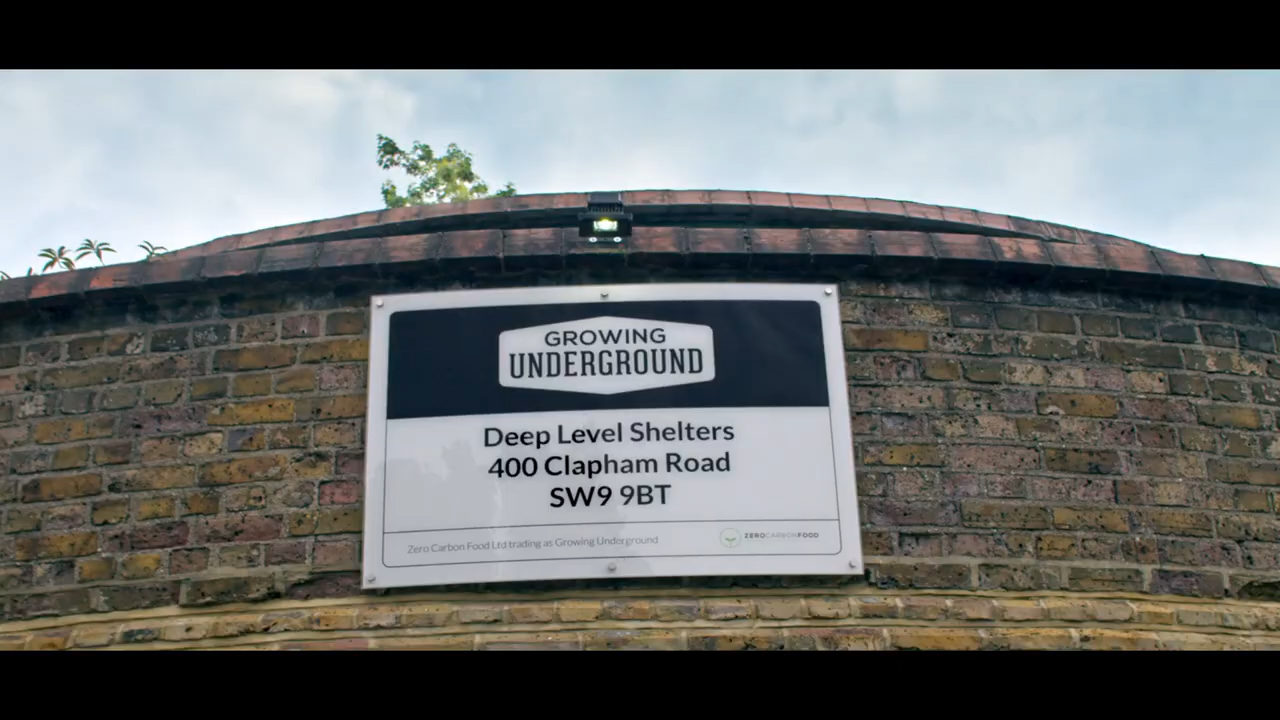 GROWING
UNDERGROUND
Deep Level Shelters
400 Clapham Road
SW9 9BT
Zero Carbon Food Ltd trading as Growing Underground
ZEROCARBONFOOD